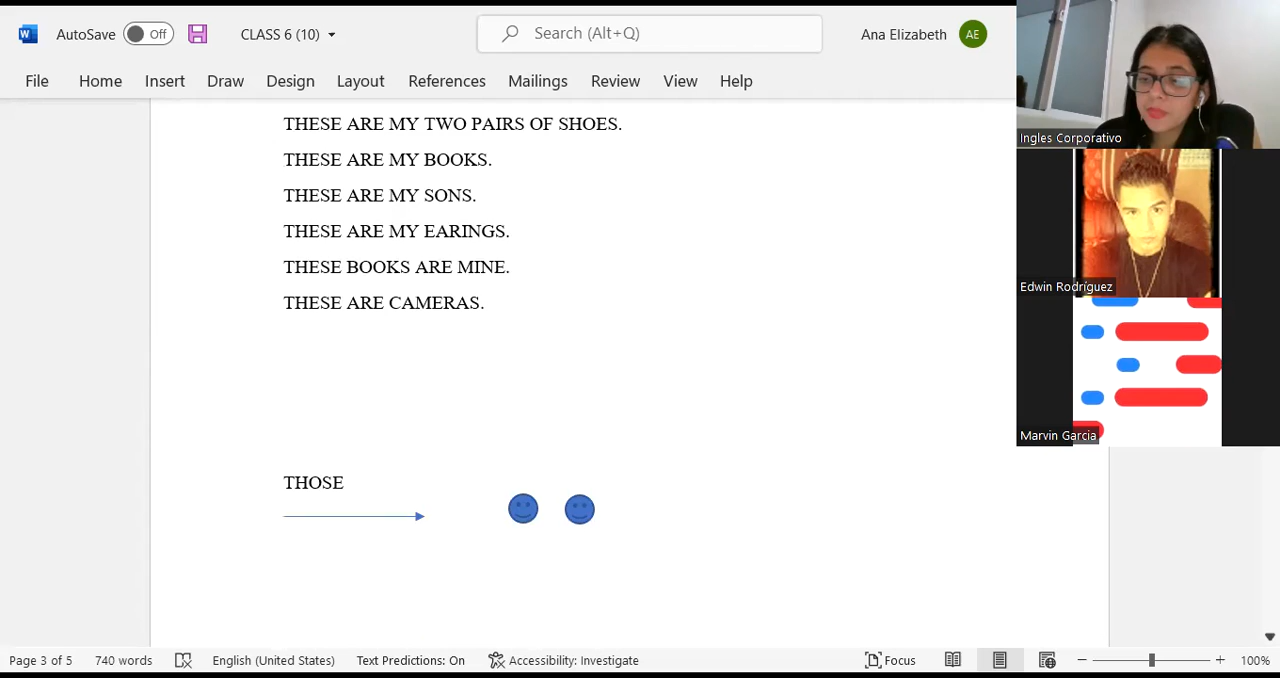 AutoSave Off CLASS 6 (10) Search (Alt+Q) Ana Elizabeth AE
File Home Insert Draw Design Layout References Mailings Review View Help
THESE ARE MY TWO PAIRS OF SHOES.
THESE ARE MY BOOKS.
THESE ARE MY SONS.
THESE ARE MY EARINGS.
THESE BOOKS ARE MINE.
THESE ARE CAMERAS.
THOSE
Ingles Corporativo
Edwin Rodríguez
Marvin Garcia
Page 3 of 5 740 words English (United States) Text Predictions: On Accessibility: Investigate Focus 100%